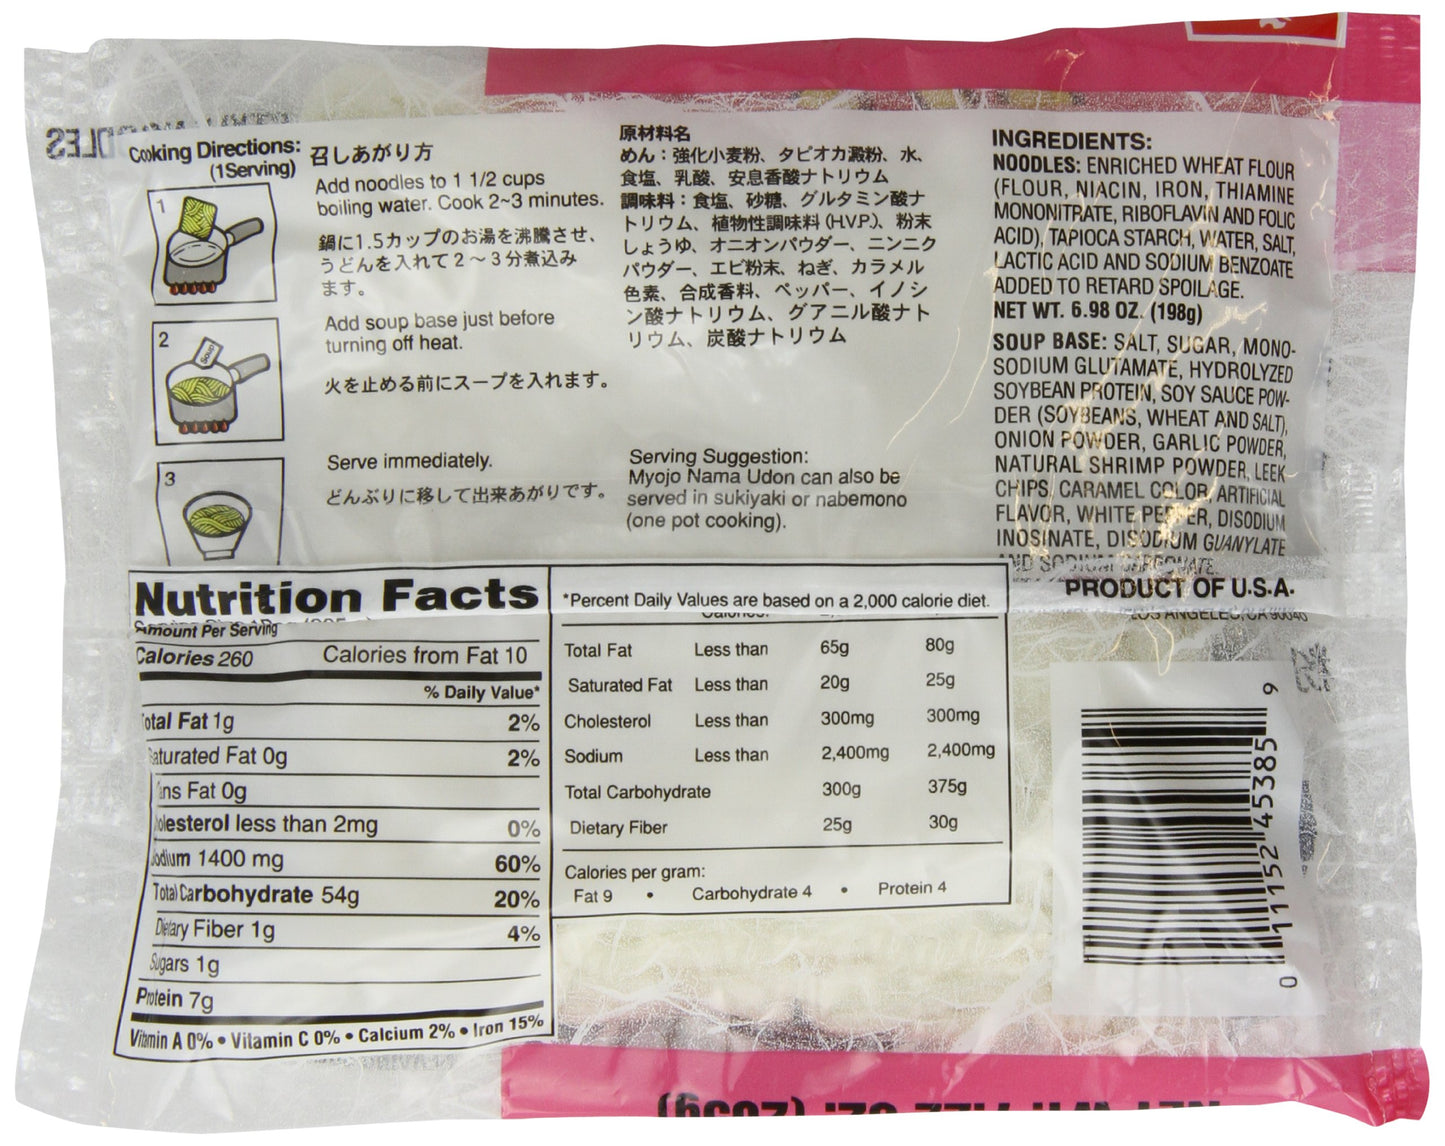 Cooking Directions:
(1Serving)
召しあがり方
1
Add noodles to 1 1/2 cups
boiling water. Cook 2~3 minutes.
鍋に1.5カップのお湯を沸騰させ、
うどんを入れて2～3分煮込み
ます。
2
Soup
Add soup base just before
turning off heat.
火を止める前にスープを入れます。
3
Serve immediately.
どんぶりに移して出来あがりです。
原材料名
めん：強化小麦粉、タピオカ澱粉、水、
食塩、乳酸、安息香酸ナトリウム
調味料：食塩、砂糖、グルタミン酸ナ
トリウム、植物性調味料(H.V.P.)、粉末
しょうゆ、オニオンパウダー、ニンニク
パウダー、エビ粉末、ねぎ、カラメル
色素、合成香料、ペッパー、イノシ
ン酸ナトリウム、グアニル酸ナト
リウム、炭酸ナトリウム
Serving Suggestion:
Myojo Nama Udon can also be
served in sukiyaki or nabemono
(one pot cooking).
INGREDIENTS:
NOODLES: ENRICHED WHEAT FLOUR
(FLOUR, NIACIN, IRON, THIAMINE
MONONITRATE, RIBOFLAVIN AND FOLIC
ACID), TAPIOCA STARCH, WATER, SALT,
LACTIC ACID AND SODIUM BENZOATE
ADDED TO RETARD SPOILAGE.
NET WT. 6.98 OZ. (198g)
SOUP BASE: SALT, SUGAR, MONO-
SODIUM GLUTAMATE, HYDROLYZED
SOYBEAN PROTEIN, SOY SAUCE POW-
DER (SOYBEANS, WHEAT AND SALT),
ONION POWDER, GARLIC POWDER,
NATURAL SHRIMP POWDER, LEEK
CHIPS, CARAMEL COLOR, ARTIFICIAL
FLAVOR, WHITE PEPPER, DISODIUM
INOSINATE, DISODIUM GUANYLATE
AND SODIUM CARBONATE.
PRODUCT OF U.S.A.
LOS ANGELES, CA 90040
Nutrition Facts
Amount Per Serving
Calories 260 Calories from Fat 10
% Daily Value*
Total Fat 1g 2%
Saturated Fat 0g 2%
Trans Fat 0g
Cholesterol less than 2mg 0%
Sodium 1400 mg 60%
Total Carbohydrate 54g 20%
Dietary Fiber 1g 4%
Sugars 1g
Protein 7g
Vitamin A 0% • Vitamin C 0% • Calcium 2% • Iron 15%
*Percent Daily Values are based on a 2,000 calorie diet.
Total Fat Less than 65g 80g
Saturated Fat Less than 20g 25g
Cholesterol Less than 300mg 300mg
Sodium Less than 2,400mg 2,400mg
Total Carbohydrate 300g 375g
Dietary Fiber 25g 30g
Calories per gram:
Fat 9 • Carbohydrate 4 • Protein 4
0 11152 45385 9